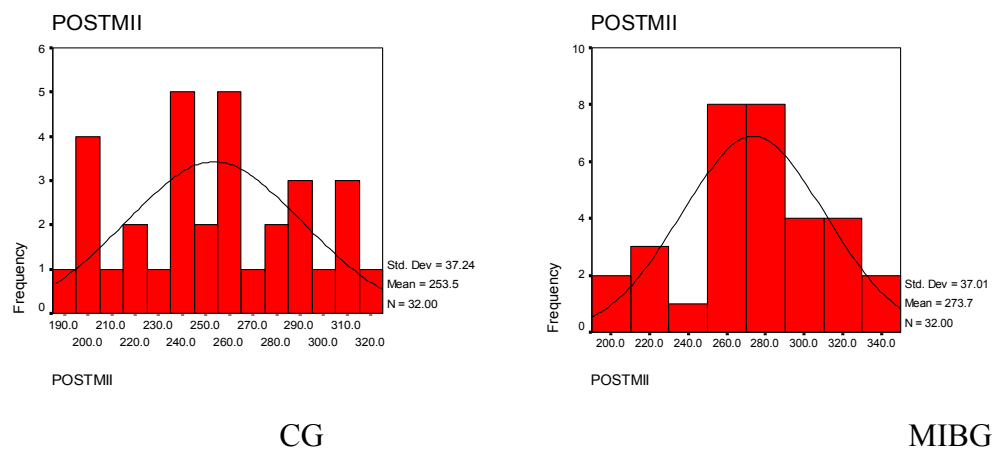 POSTMII
6
5
4
3
2
1
0
Frequency
190.0 210.0 230.0 250.0 270.0 290.0 310.0
200.0 220.0 240.0 260.0 280.0 300.0 320.0
Std. Dev = 37.24
Mean = 253.5
N = 32.00
POSTMII
CG
POSTMII
10
8
6
4
2
0
Frequency
200.0 220.0 240.0 260.0 280.0 300.0 320.0 340.0
Std. Dev = 37.01
Mean = 273.7
N = 32.00
POSTMII
MIBG